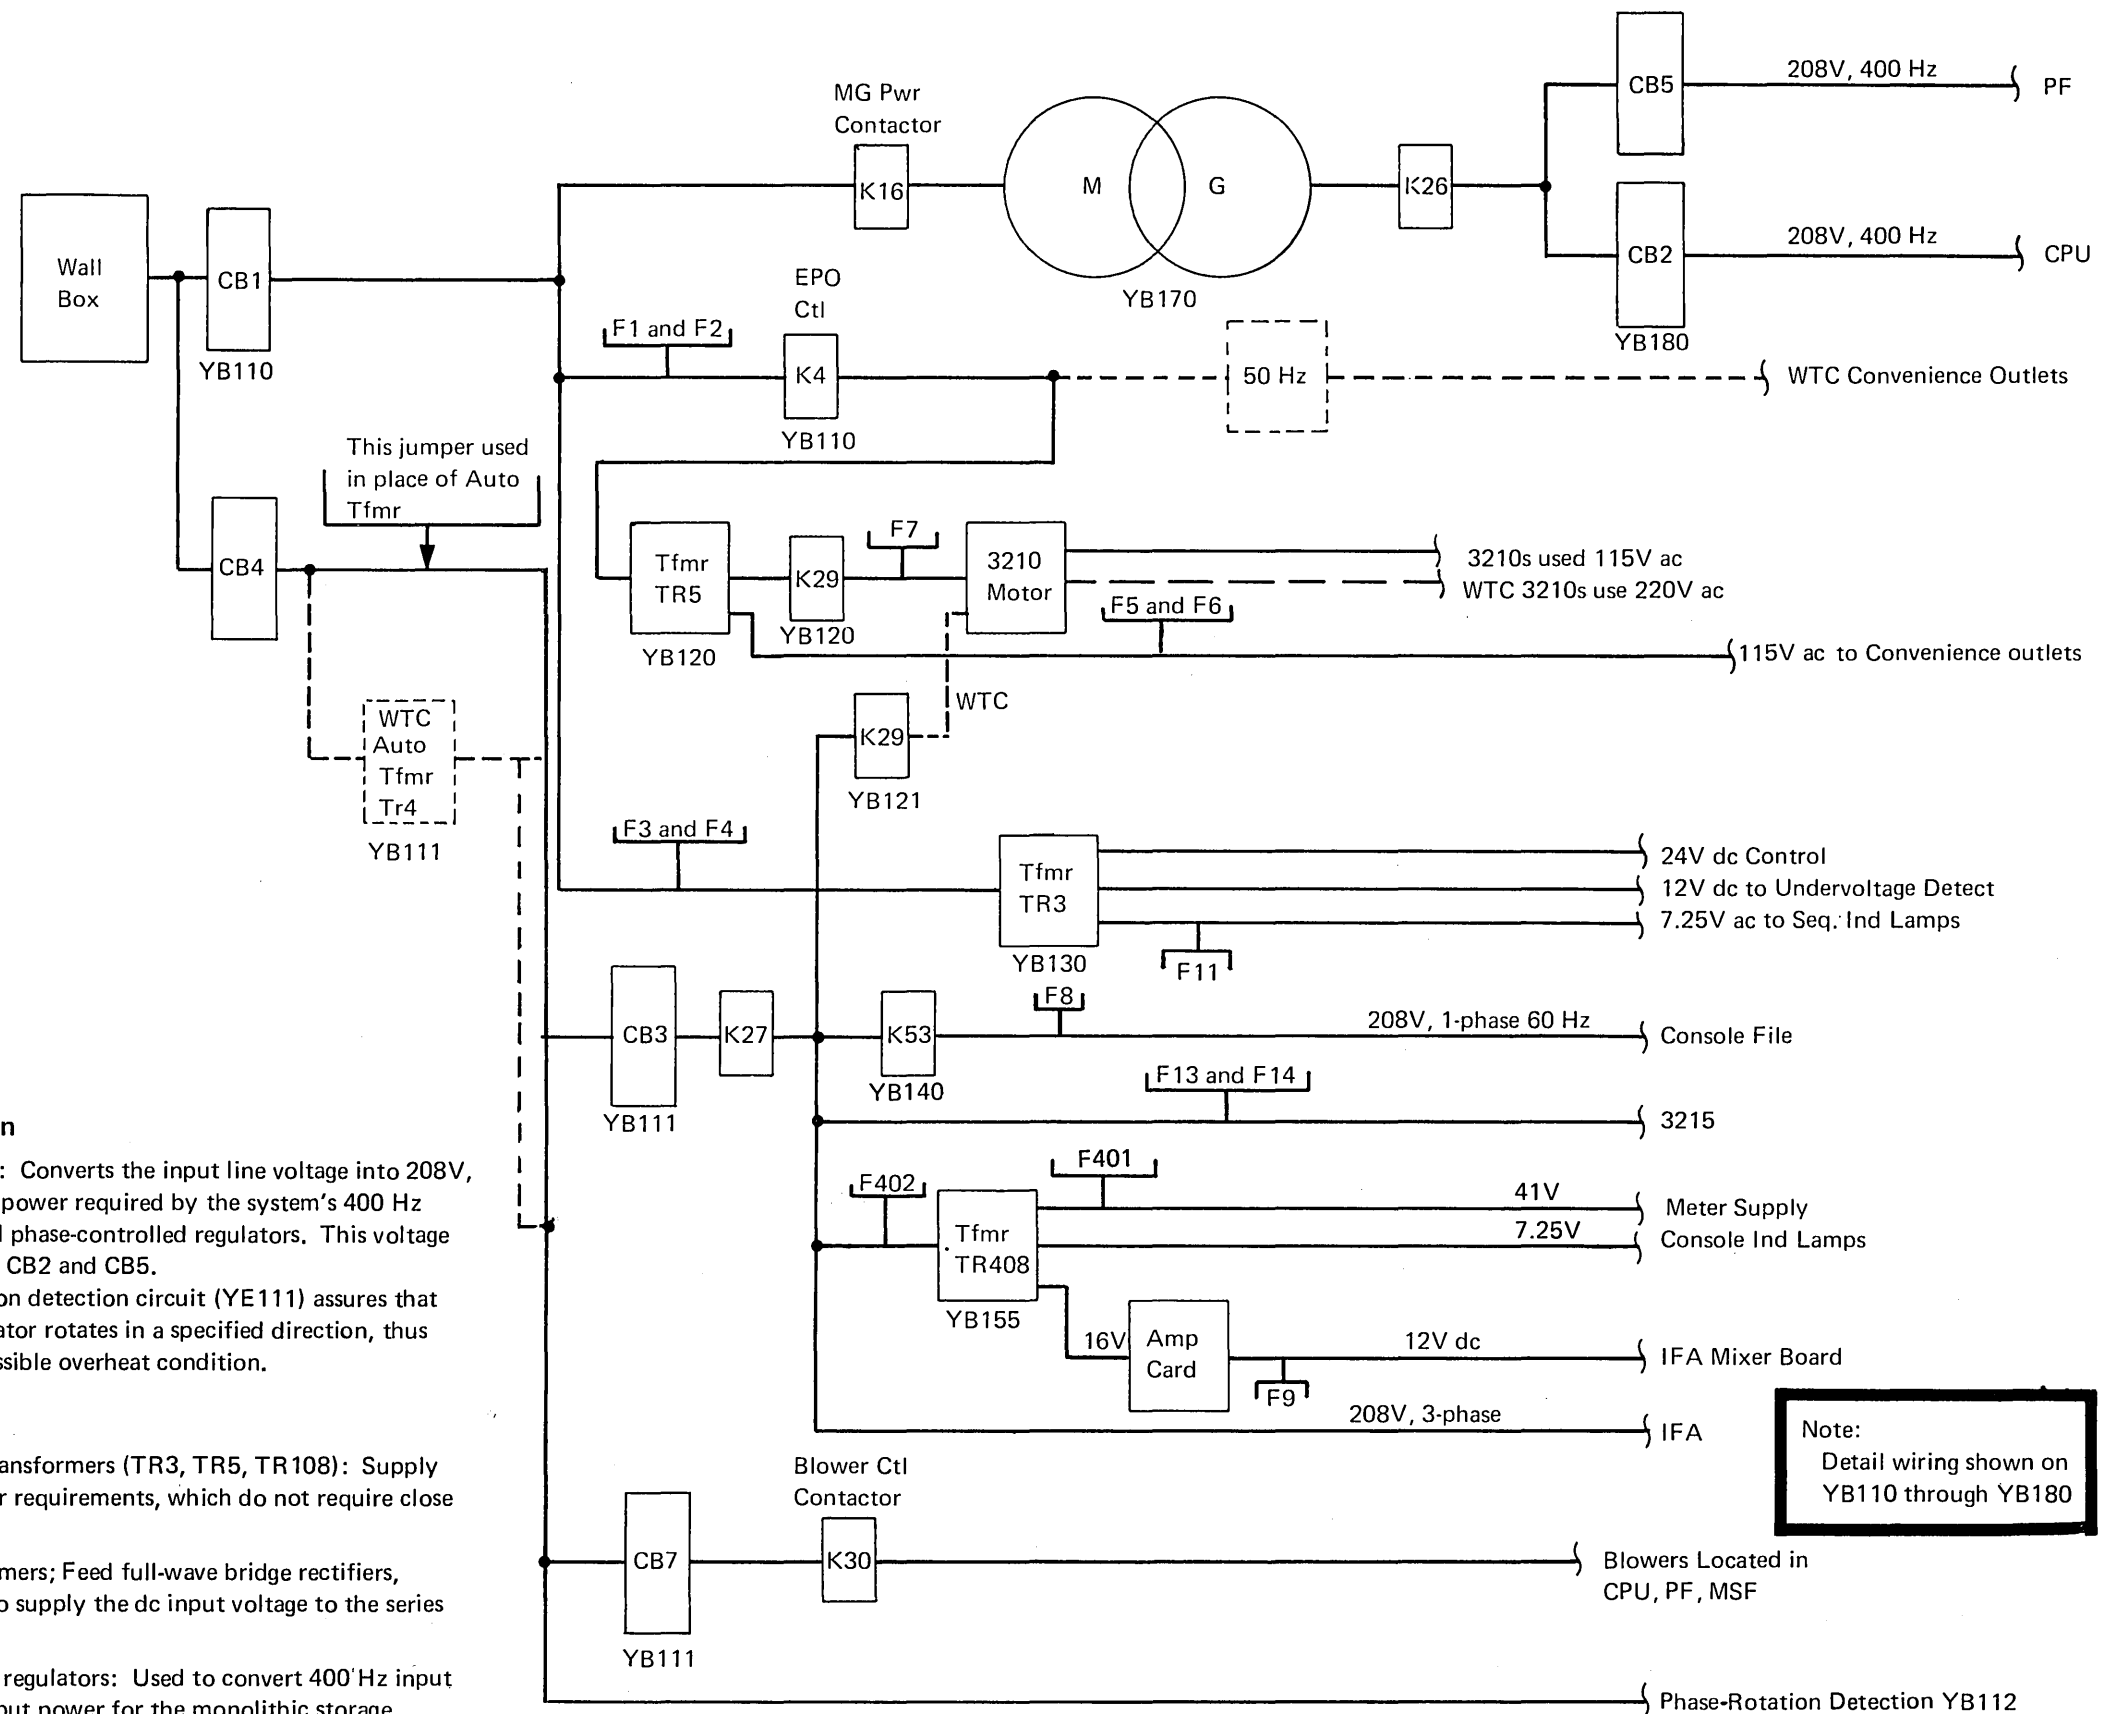 CB5
208V, 400 Hz
PF
MG Pwr
Contactor
K16
M
G
YB170
K26
CB2
208V, 400 Hz
CPU
YB180
Wall
Box
CB1
YB110
EPO
Ctl
F1 and F2
K4
YB110
50 Hz
WTC Convenience Outlets
This jumper used
in place of Auto
Tfmr
CB4
Tfmr
TR5
YB120
K29
YB120
F7
3210
Motor
3210s used 115V ac
WTC 3210s use 220V ac
F5 and F6
115V ac to Convenience outlets
WTC
K29
YB121
WTC
Auto
Tfmr
Tr4
YB111
F3 and F4
Tfmr
TR3
YB130
24V dc Control
12V dc to Undervoltage Detect
7.25V ac to Seq. Ind Lamps
F11
CB3
YB111
K27
K53
YB140
F8
208V, 1-phase 60 Hz
Console File
F13 and F14
3215
F402
Tfmr
TR408
YB155
F401
41V
Meter Supply
7.25V
Console Ind Lamps
16V
Amp
Card
12V dc
F9
IFA Mixer Board
208V, 3-phase
IFA
Note:
Detail wiring shown on
YB110 through YB180
Blower Ctl
Contactor
CB7
YB111
K30
Blowers Located in
CPU, PF, MSF
Phase-Rotation Detection YB112
n
: Converts the input line voltage into 208V,
power required by the system's 400 Hz
phase-controlled regulators. This voltage
CB2 and CB5.
on detection circuit (YE111) assures that
ator rotates in a specified direction, thus
ssible overheat condition.
ansformers (TR3, TR5, TR108): Supply
r requirements, which do not require close
mers; Feed full-wave bridge rectifiers,
o supply the dc input voltage to the series
regulators: Used to convert 400 Hz input
put power for the monolithic storage